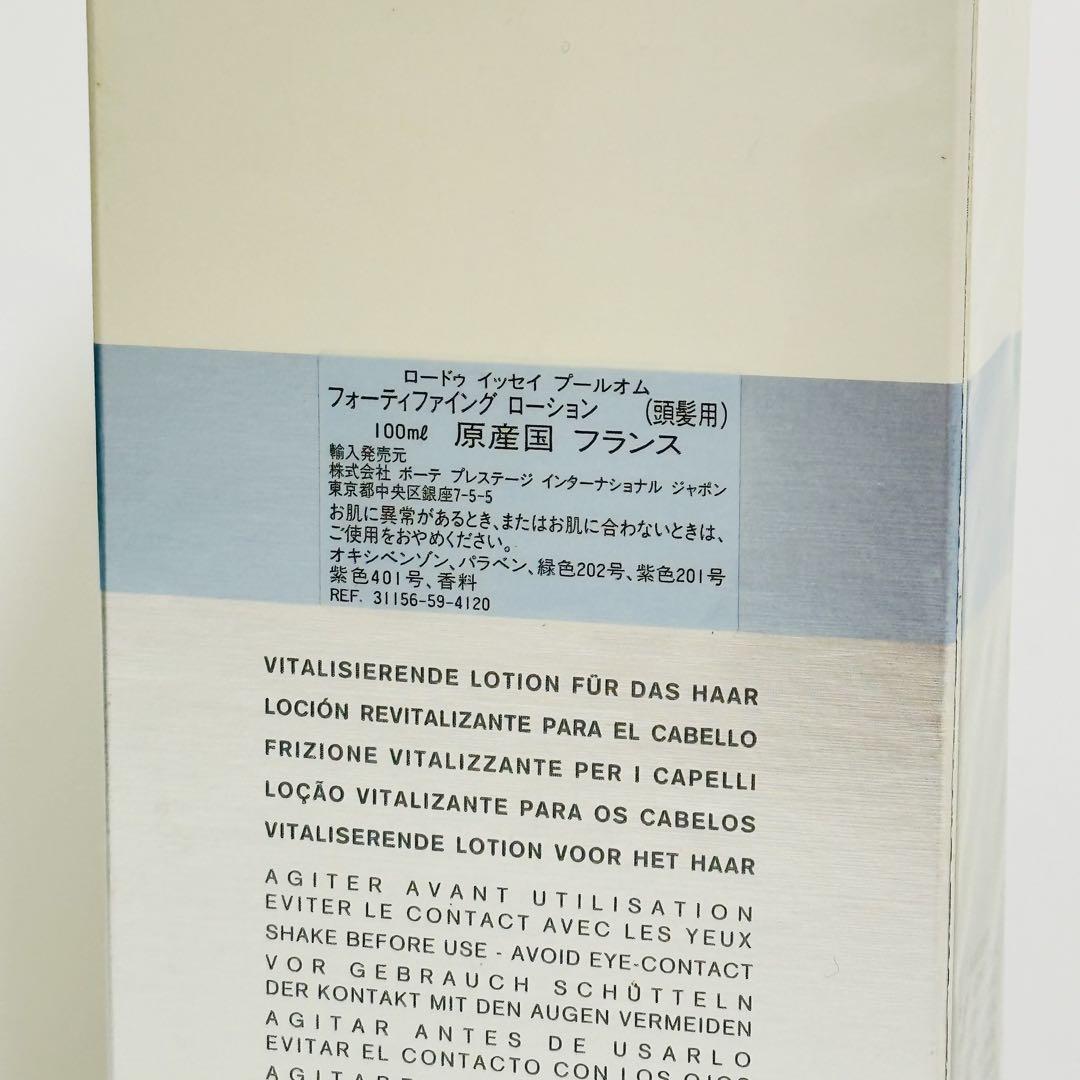 ロードゥ イッセイ プールオム
フォーティファイング ローション (頭髪用)
100ml 原産国 フランス
輸入発売元
株式会社 ボーテ プレステージ インターナショナル ジャポン
東京都中央区銀座7-5-5
お肌に異常があるとき、またはお肌に合わないときは、
ご使用をおやめください。
オキシベンゾン、パラベン、緑色202号、紫色201号
紫色401号、香料
REF. 31156-59-4120
VITALISIERENDE LOTION FÜR DAS HAAR
LOCIÓN REVITALIZANTE PARA EL CABELLO
FRIZIONE VITALIZZANTE PER I CAPELLI
LOÇÃO VITALIZANTE PARA OS CABELOS
VITALISERENDE LOTION VOOR HET HAAR
AGITER AVANT UTILISATION
EVITER LE CONTACT AVEC LES YEUX
SHAKE BEFORE USE - AVOID EYE-CONTACT
VOR GEBRAUCH SCHÜTTELN
DER KONTAKT MIT DEN AUGEN VERMEIDEN
AGITAR ANTES DE USARLO
EVITAR EL CONTACTO CON LOS OJOS